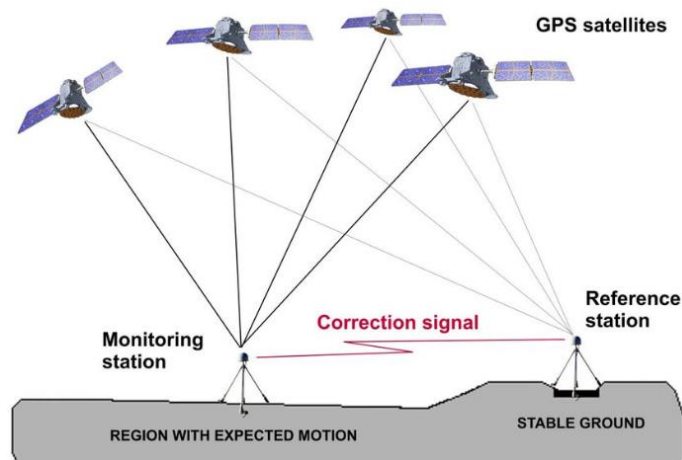 GPS satellites
Reference
station
Correction signal
Monitoring
station
REGION WITH EXPECTED MOTION
STABLE GROUND